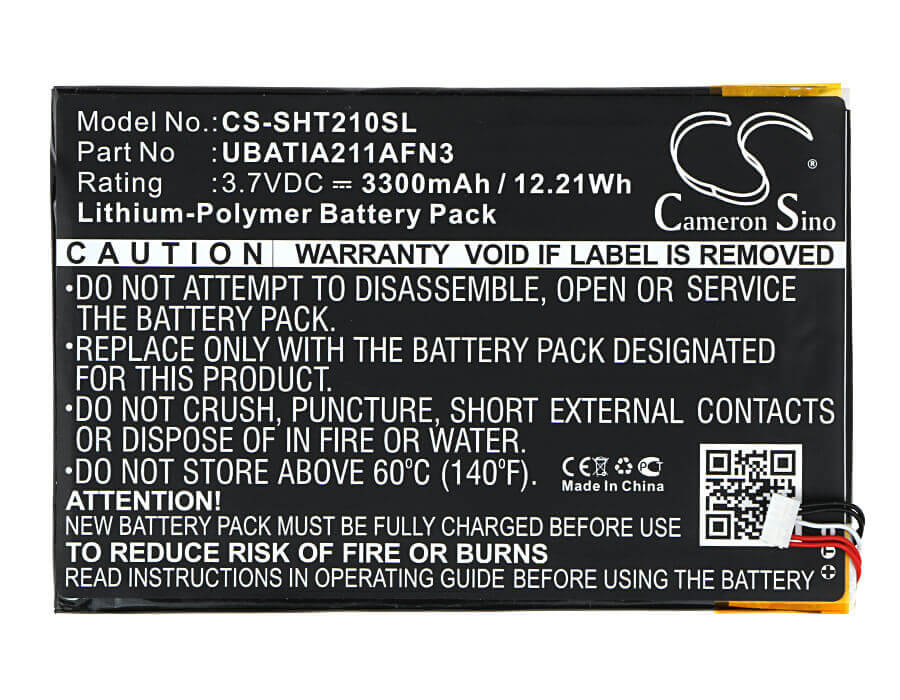 Model No.: CS-SHT210SL
Part No : UBATIA211AFN3
Rating : 3.7VDC ⎓ 3300mAh / 12.21Wh
Lithium-Polymer Battery Pack
CS ®
Cameron Sino
CAUTION WARRANTY VOID IF LABEL IS REMOVED
•DO NOT ATTEMPT TO DISASSEMBLE, OPEN OR SERVICE
THE BATTERY PACK.
•REPLACE ONLY WITH THE BATTERY PACK DESIGNATED
FOR THIS PRODUCT.
•DO NOT CRUSH, PUNCTURE, SHORT EXTERNAL CONTACTS
OR DISPOSE OF IN FIRE OR WATER.
•DO NOT STORE ABOVE 60°C (140°F).
CE
Made In China
ATTENTION!
NEW BATTERY PACK MUST BE FULLY CHARGED BEFORE USE
TO REDUCE RISK OF FIRE OR BURNS
READ INSTRUCTIONS BEFORE USING THE BATTERY